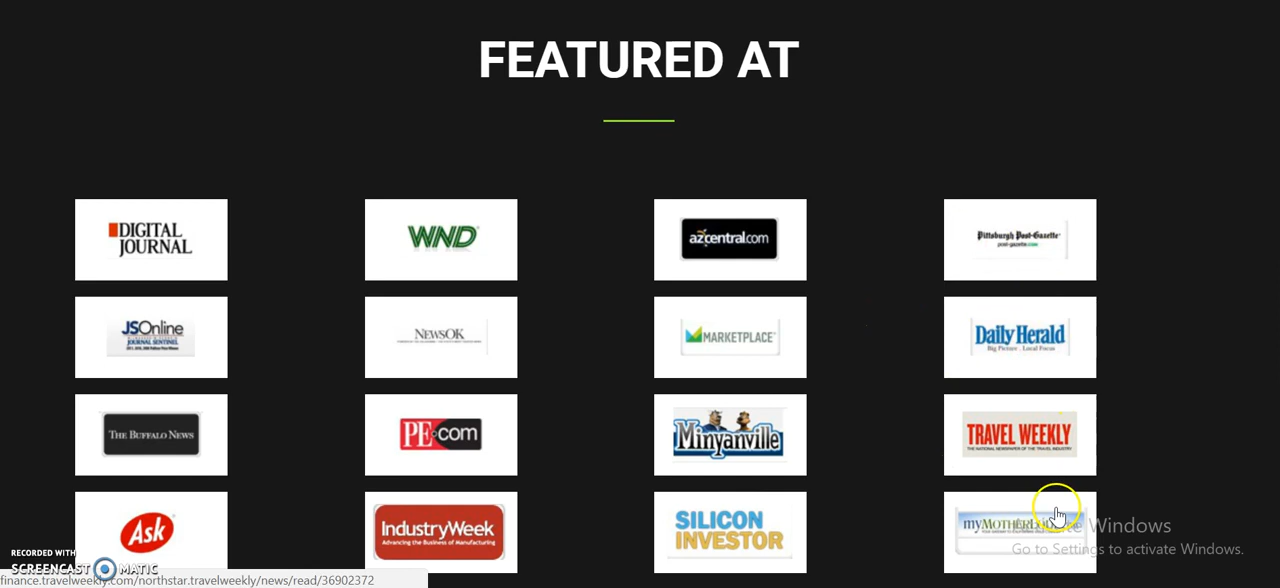 FEATURED AT
DIGITAL
JOURNAL
WND
azcentral.com
Pittsburgh Post-Gazette
post-gazette.com
JSOnline
JOURNAL SENTINEL
NEWSOK
MARKETPLACE
Daily Herald
Big Picture . Local Focus
THE BUFFALO NEWS
PE.com
Minyanville
TRAVEL WEEKLY
THE NATIONAL NEWSPAPER OF THE TRAVEL INDUSTRY
Ask
IndustryWeek
Advancing the Business of Manufacturing
SILICON
INVESTOR
Windows
Go to Settings to activate Windows.
RECORDED WITH
SCREENCAST MATIC
finance.travelweekly.com/northstar.travelweekly/news/read/36902372